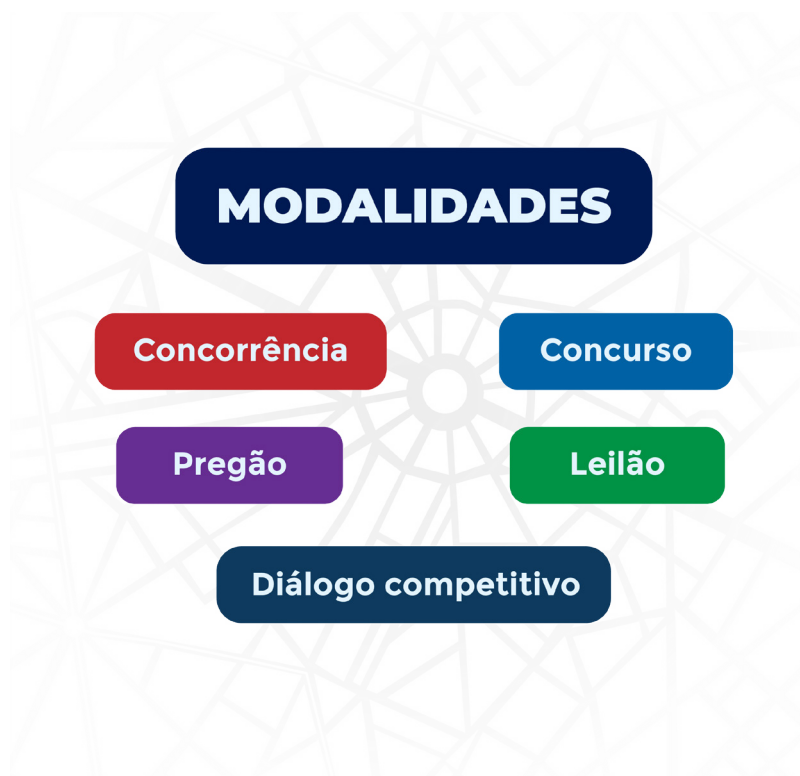 MODALIDADES
Concorrência
Concurso
Pregão
Leilão
Diálogo competitivo